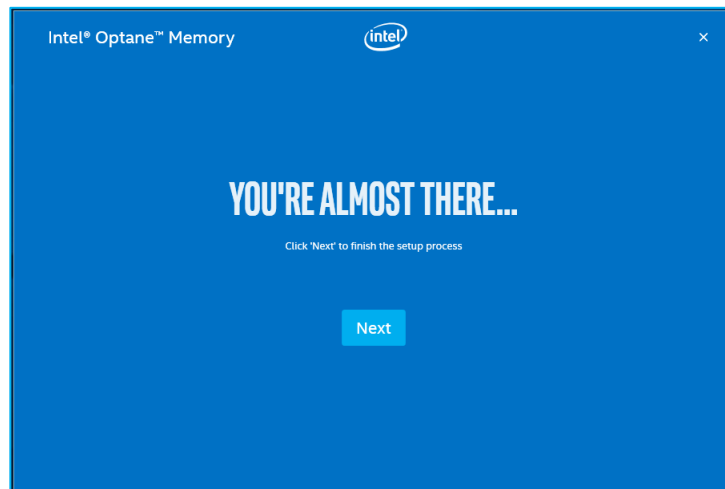 Intel® Optane™ Memory
intel
×
YOU'RE ALMOST THERE...
Click 'Next' to finish the setup process
Next